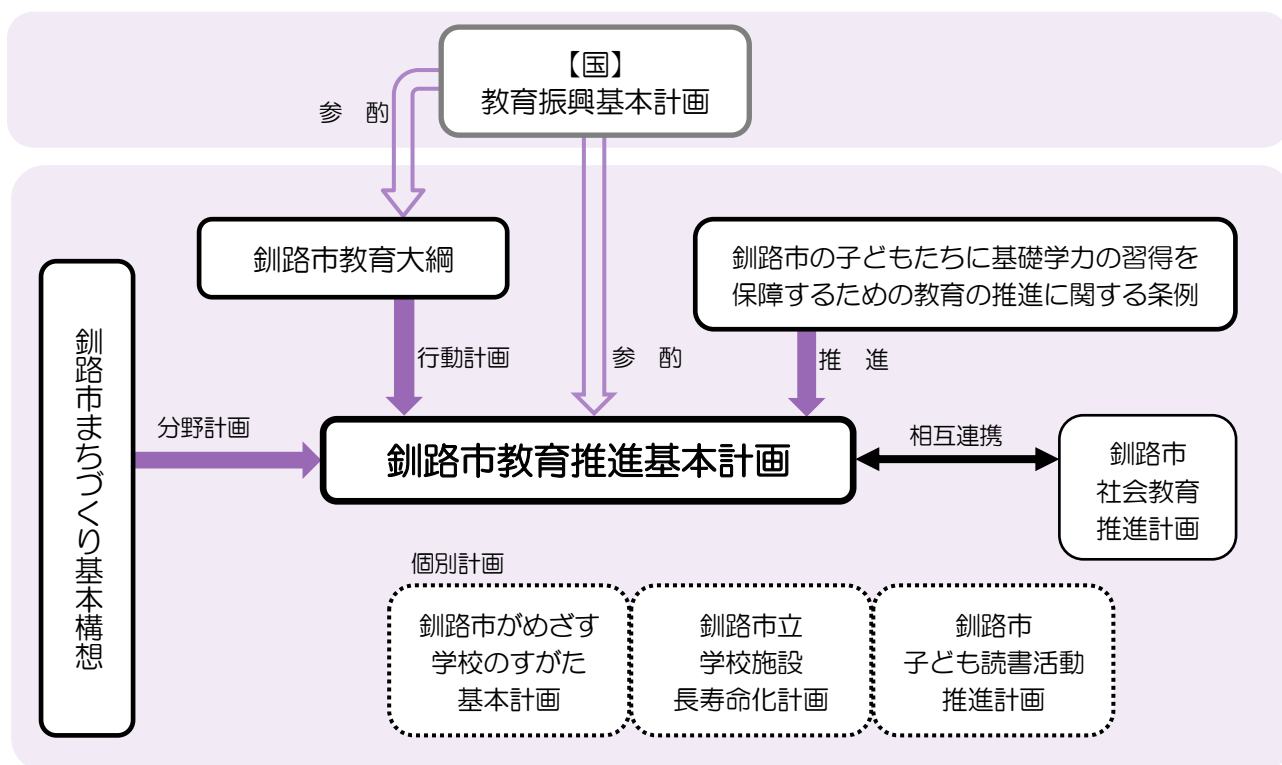 【国】
教育振興基本計画
参　酌
釧路市教育大綱
釧路市の子どもたちに基礎学力の習得を
保障するための教育の推進に関する条例
釧路市まちづくり基本構想
行動計画
参　酌
推　進
分野計画
釧路市教育推進基本計画
相互連携
釧路市
社会教育
推進計画
個別計画
釧路市がめざす
学校のすがた
基本計画
釧路市立
学校施設
長寿命化計画
釧路市
子ども読書活動
推進計画